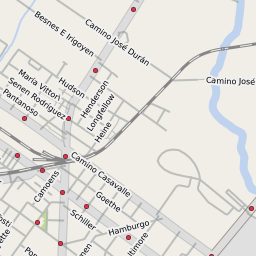 Besnes E Irigoyen
Camino José Durán
Camino José
María Vittori
Hudson
Henderson
Senen Rodríguez
Longfellow
Pantanoso
Heine
Camino Casavalle
Camoens
Goethe
Schiller
Hamburgo